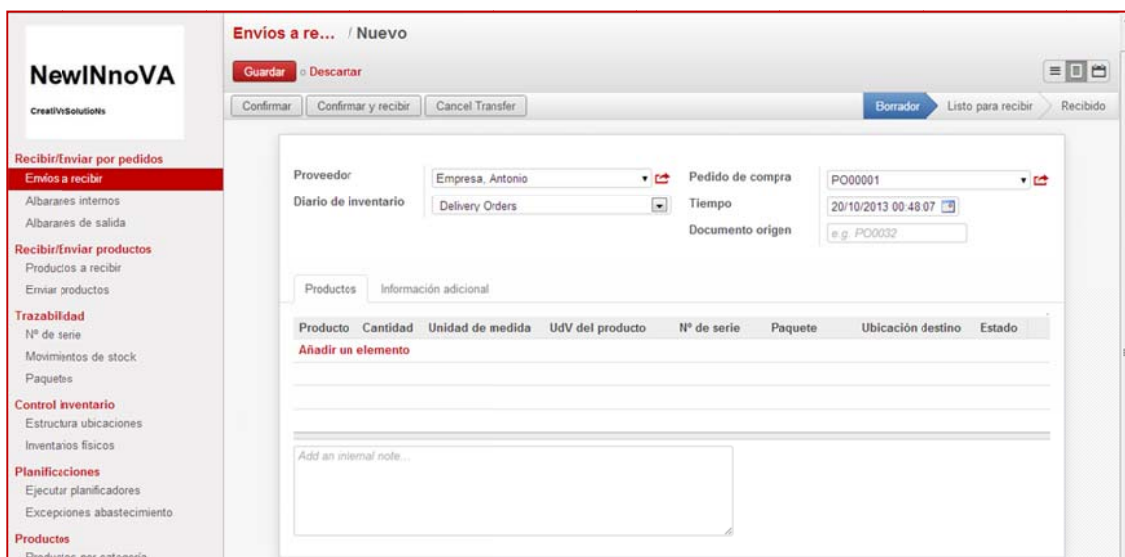 NewINnoVA
CreatiVsSolutioNs
Recibir/Enviar por pedidos
Envíos a recibir
Albaranes internos
Albaranes de salida
Recibir/Enviar productos
Productos a recibir
Enviar productos
Trazabilidad
Nº de serie
Movimientos de stock
Paquetes
Control inventario
Estructura ubicaciones
Inventarios físicos
Planificaciones
Ejecutar planificadores
Excepciones abastecimiento
Productos
Productos por categoría
Envíos a re... / Nuevo
Guardar o Descartar
Confirmar Confirmar y recibir Cancel Transfer Borrador Listo para recibir Recibido
Proveedor Empresa, Antonio Pedido de compra PO00001
Diario de inventario Delivery Orders Tiempo 20/10/2013 00:48:07
Documento origen e.g. PO0032
Productos Información adicional
Producto Cantidad Unidad de medida UdV del producto Nº de serie Paquete Ubicación destino Estado
Añadir un elemento
Add an internal note...